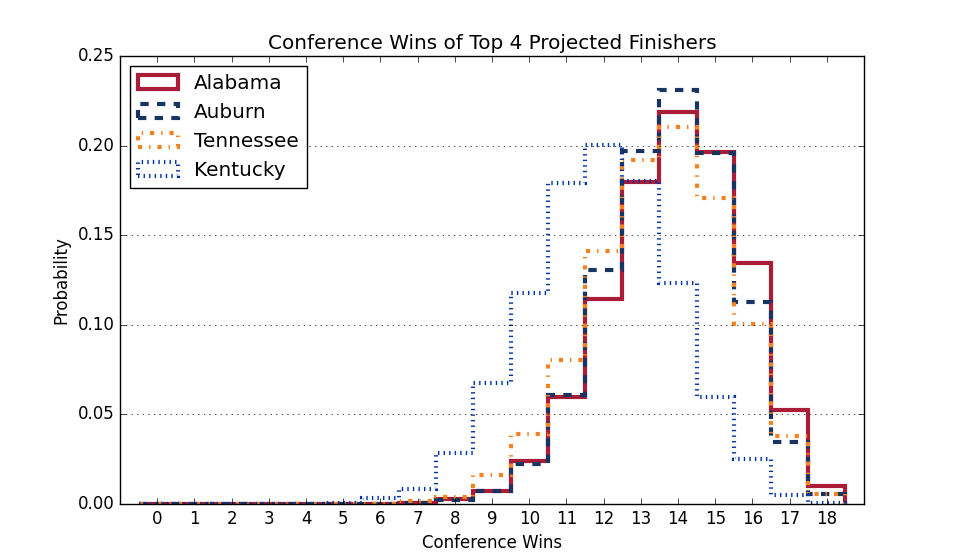 Conference Wins of Top 4 Projected Finishers
0.25
0.20
0.15
0.10
0.05
0.00
Probability
Alabama
Auburn
Tennessee
Kentucky
0 1 2 3 4 5 6 7 8 9 10 11 12 13 14 15 16 17 18
Conference Wins